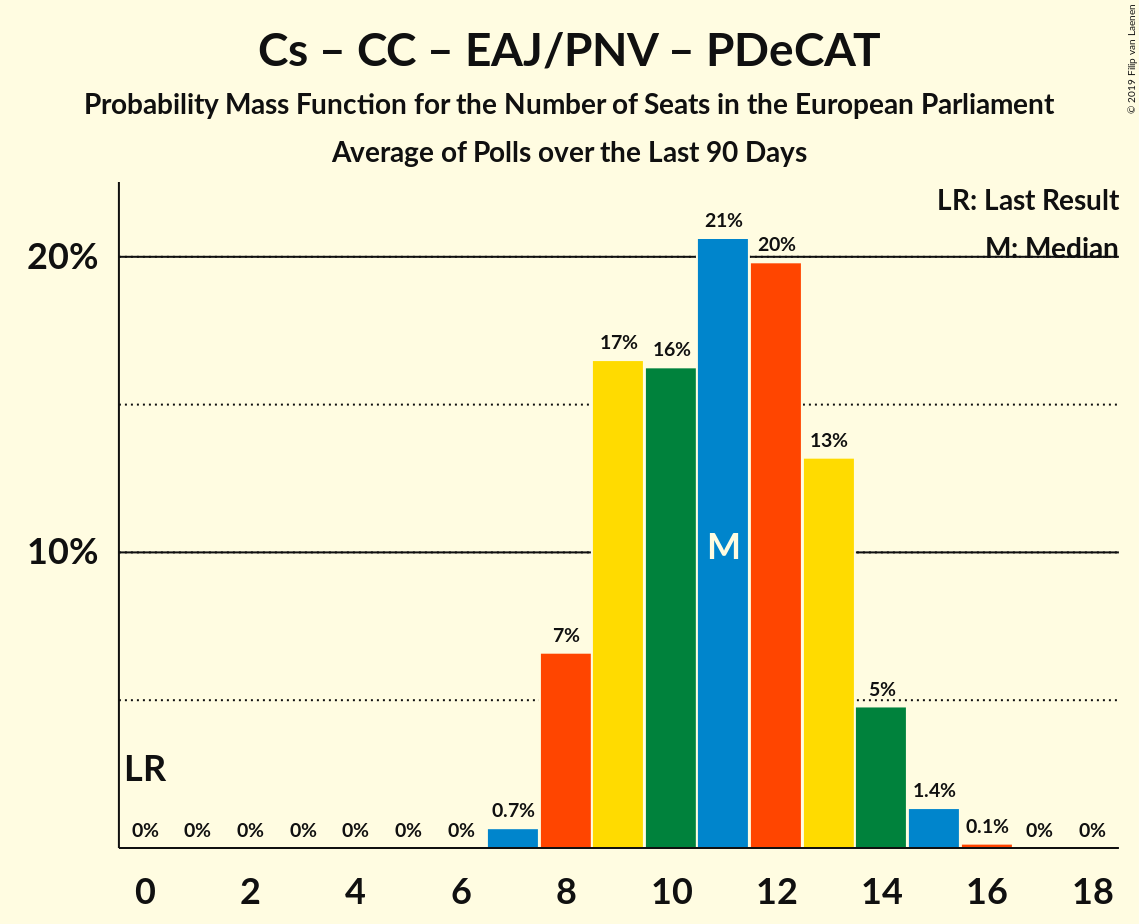 Cs – CC – EAJ/PNV – PDeCAT
Probability Mass Function for the Number of Seats in the European Parliament
Average of Polls over the Last 90 Days
© 2019 Filip van Laenen
LR: Last Result
M: Median
20%
10%
21%
20%
17%
16%
13%
M
7%
5%
LR
1.4%
0.7%
0.1%
0% 0% 0% 0% 0% 0% 0% 0% 0%
0 2 4 6 8 10 12 14 16 18